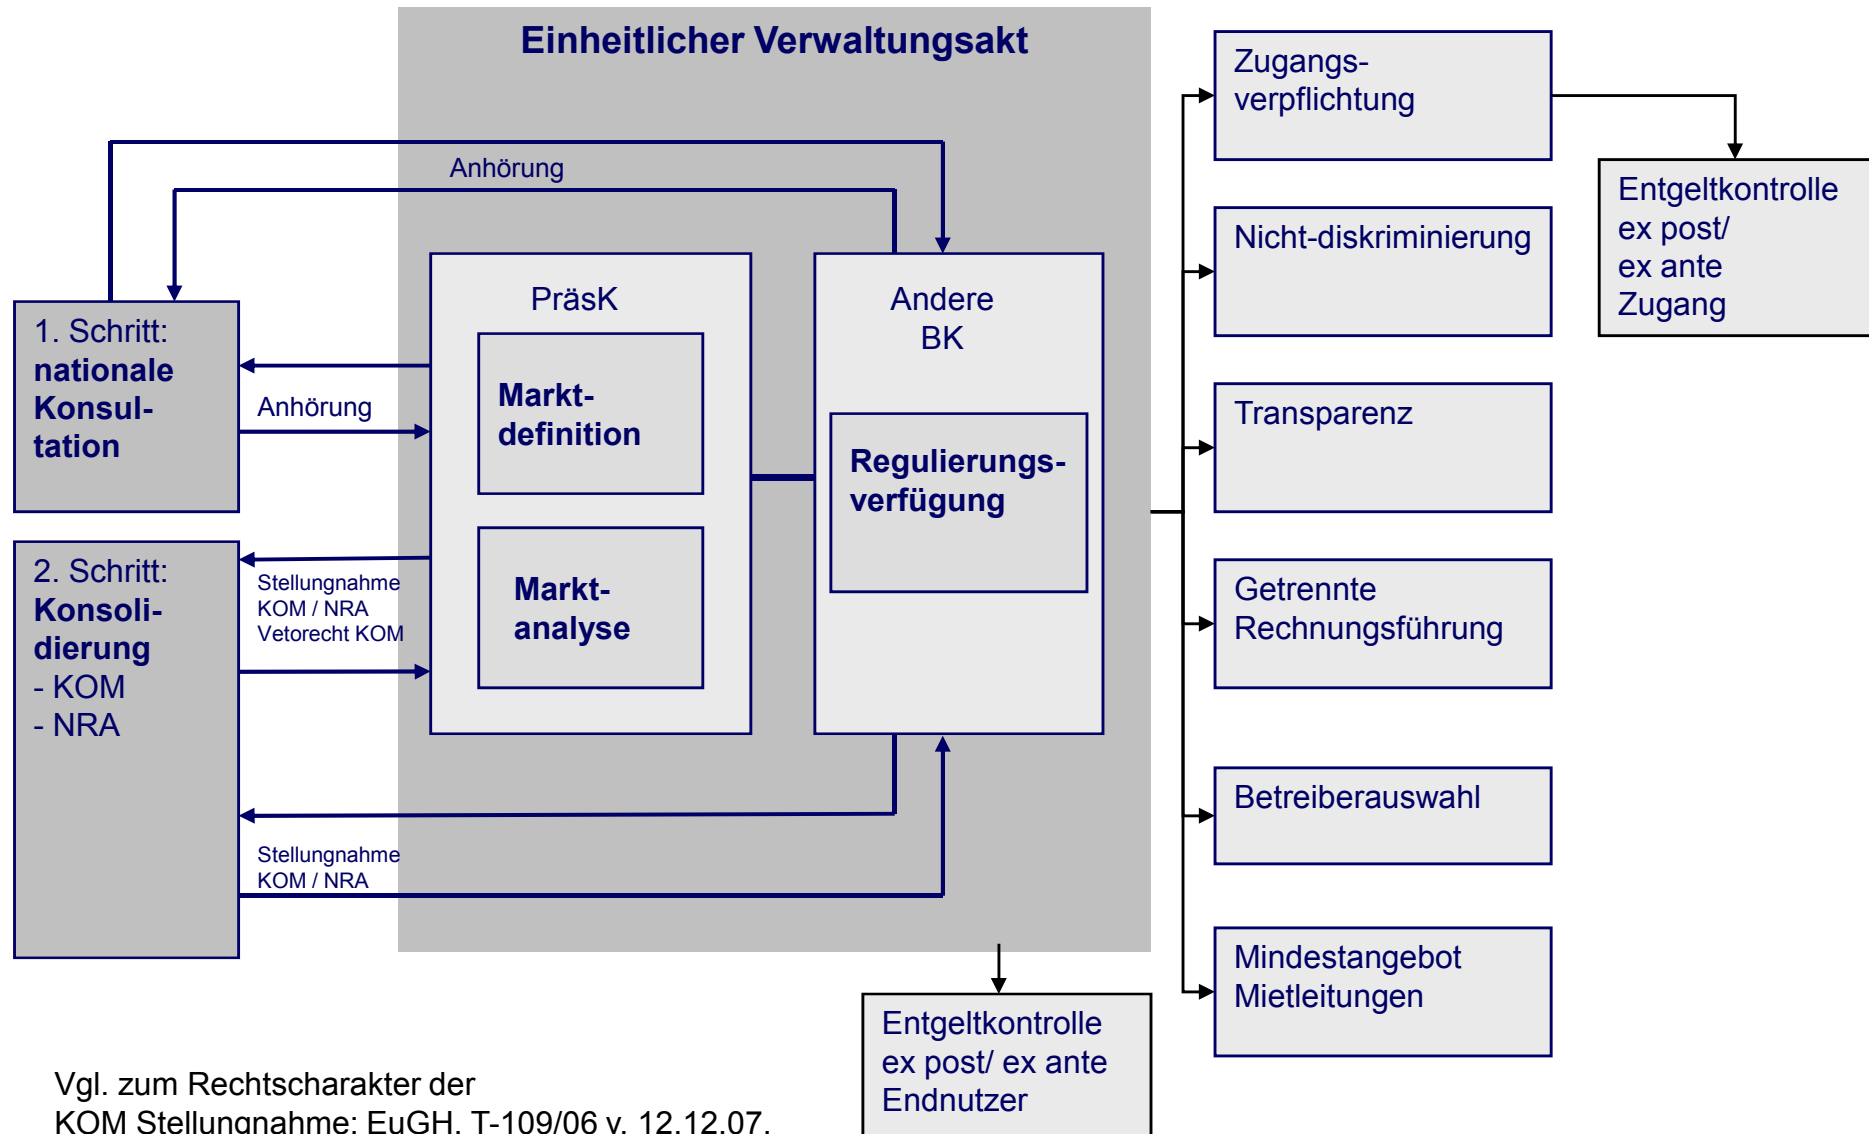 Einheitlicher Verwaltungsakt
Anhörung
1. Schritt:
nationale
Konsul-
tation
Anhörung
2. Schritt:
Konsoli-
dierung
- KOM
- NRA
Stellungnahme
KOM / NRA
Vetorecht KOM
Stellungnahme
KOM / NRA
PräsK
Markt-
definition
Markt-
analyse
Andere
BK
Regulierungs-
verfügung
Zugangs-
verpflichtung
Nicht-diskriminierung
Transparenz
Getrennte
Rechnungsführung
Betreiberauswahl
Mindestangebot
Mietleitungen
Entgeltkontrolle
ex post/
ex ante
Zugang
Entgeltkontrolle
ex post/ ex ante
Endnutzer
Vgl. zum Rechtscharakter der
KOM Stellungnahme: EuGH, T-109/06 v. 12.12.07.